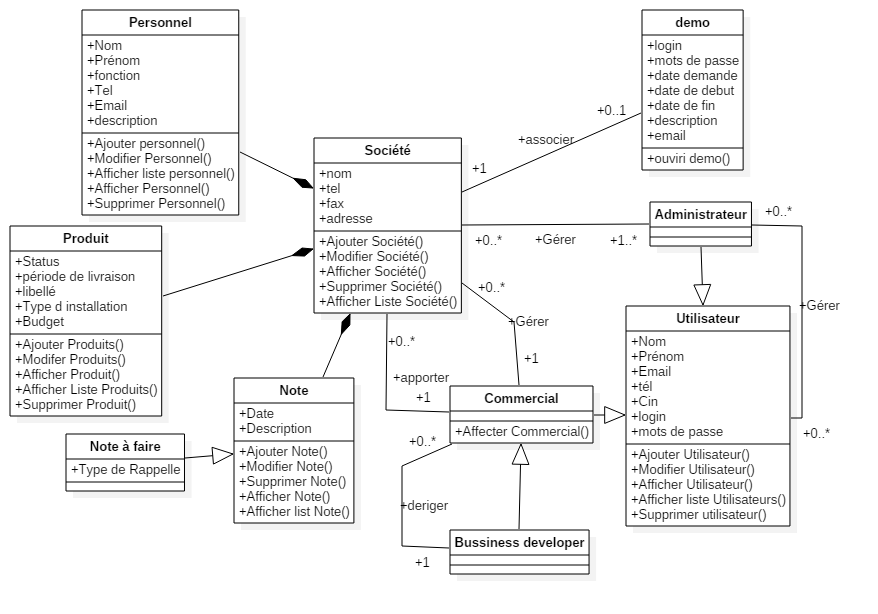 Personnel
+Nom
+Prénom
+fonction
+Tel
+Email
+description
+Ajouter personnel()
+Modifier Personnel()
+Afficher liste personnel()
+Afficher Personnel()
+Supprimer Personnel()
demo
+login
+mots de passe
+date demande
+date de debut
+date de fin
+description
+email
+ouviri demo()
+0..1
+associer
+1
Société
+nom
+tel
+fax
+adresse
+Ajouter Société()
+Modifier Société()
+Afficher Société()
+Supprimer Société()
+Afficher Liste Société()
Administrateur
+0..*
+0..*
+Gérer
+1..*
Produit
+Status
+période de livraison
+libellé
+Type d installation
+Budget
+Ajouter Produits()
+Modifer Produits()
+Afficher Produit()
+Afficher Liste Produits()
+Supprimer Produit()
+0..*
+Gérer
+1
+Gérer
+0..*
Utilisateur
+Nom
+Prénom
+Email
+tél
+Cin
+login
+mots de passe
+Ajouter Utilisateur()
+Modifier Utilisateur()
+Afficher Utilisateur()
+Afficher liste Utilisateurs()
+Supprimer utilisateur()
+0..*
+apporter
+1
Note
+Date
+Description
+Ajouter Note()
+Modifier Note()
+Supprimer Note()
+Afficher Note()
+Afficher list Note()
Commercial
+Affecter Commercial()
Note à faire
+Type de Rappelle
+0..*
+deriger
+1
Bussiness developer